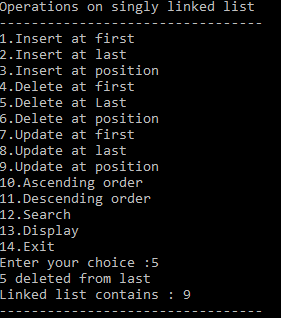 Operations on singly linked list
---------------------------------
1.Insert at first
2.Insert at last
3.Insert at position
4.Delete at first
5.Delete at Last
6.Delete at position
7.Update at first
8.Update at last
9.Update at position
10.Ascending order
11.Descending order
12.Search
13.Display
14.Exit
Enter your choice :5
5 deleted from last
Linked list contains : 9
---------------------------------